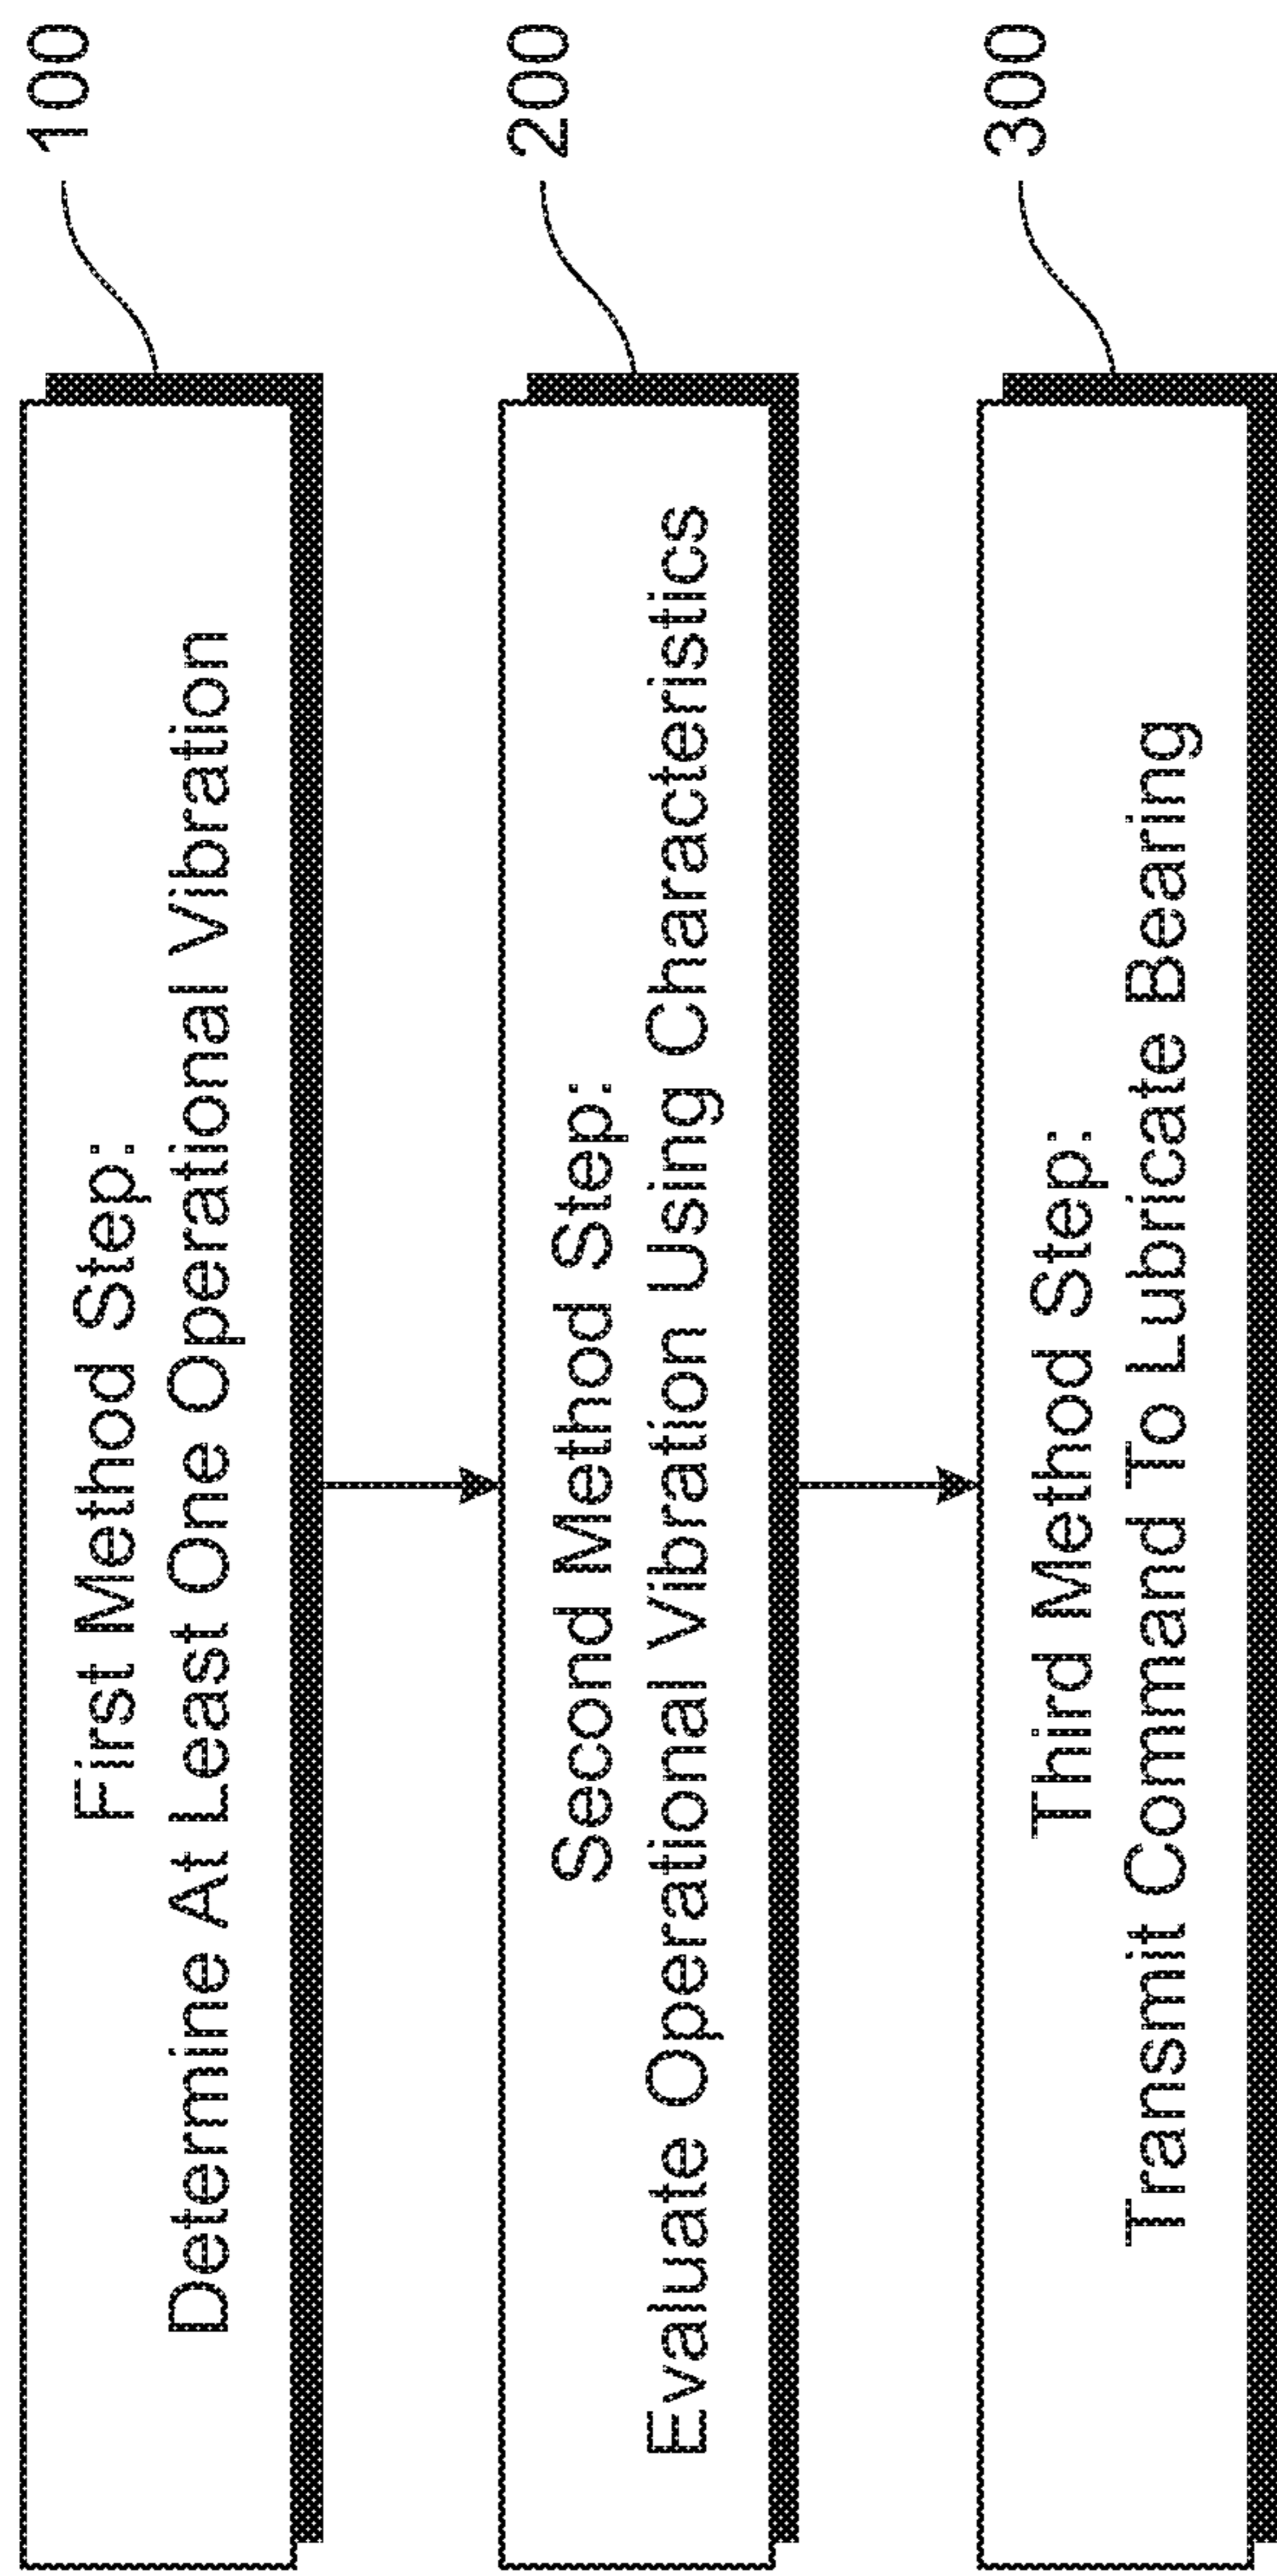 First Method Step:
Determine At Least One Operational Vibration
100
Second Method Step:
Evaluate Operational Vibration Using Characteristics
200
Third Method Step:
Transmit Command To Lubricate Bearing
300